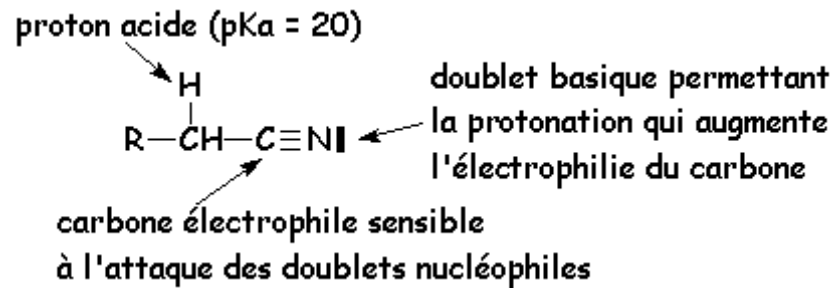 proton acide (pKa = 20)
H
doublet basique permettant
R—CH—C≡N
la protonation qui augmente
l'électrophilie du carbone
carbone électrophile sensible
à l'attaque des doublets nucléophiles